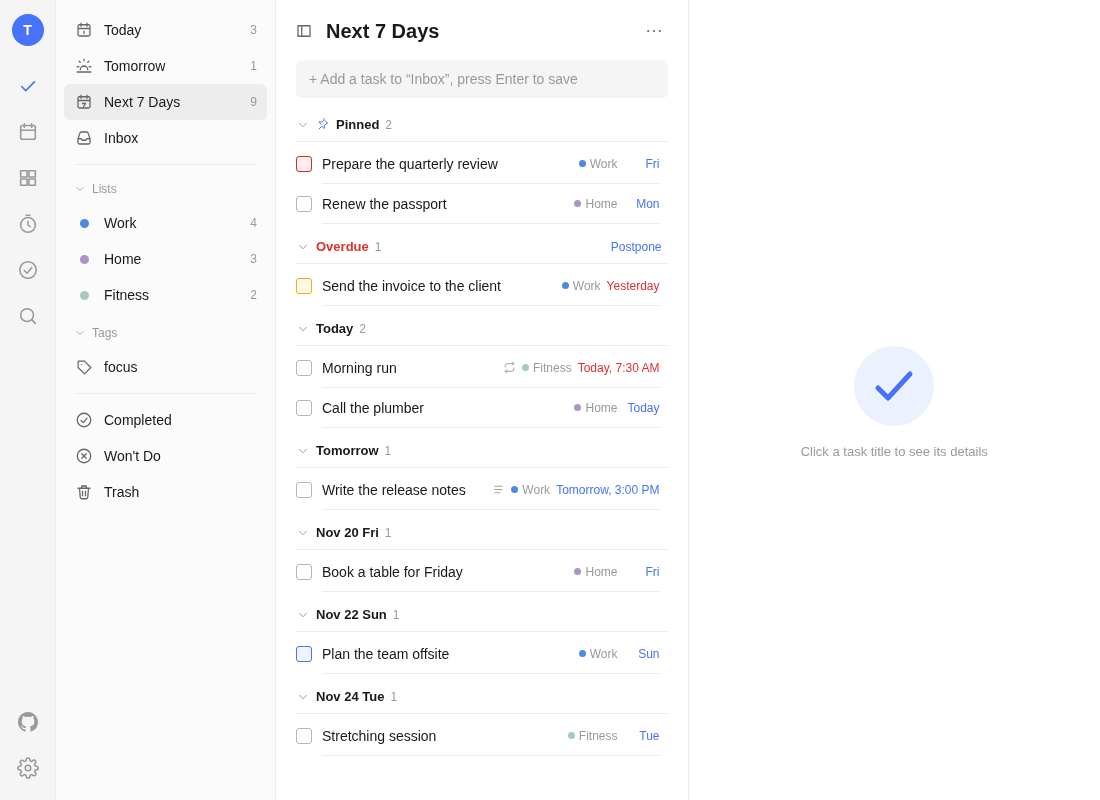 T
Today 3
Tomorrow 1
7 Next 7 Days 9
Inbox
Lists
Work 4
Home 3
Fitness 2
Tags
focus
Completed
Won't Do
Trash
Next 7 Days
+ Add a task to “Inbox”, press Enter to save
Pinned 2
Prepare the quarterly review Work Fri
Renew the passport Home Mon
Overdue 1 Postpone
Send the invoice to the client Work Yesterday
Today 2
Morning run Fitness Today, 7:30 AM
Call the plumber Home Today
Tomorrow 1
Write the release notes Work Tomorrow, 3:00 PM
Nov 20 Fri 1
Book a table for Friday Home Fri
Nov 22 Sun 1
Plan the team offsite Work Sun
Nov 24 Tue 1
Stretching session Fitness Tue
Click a task title to see its details